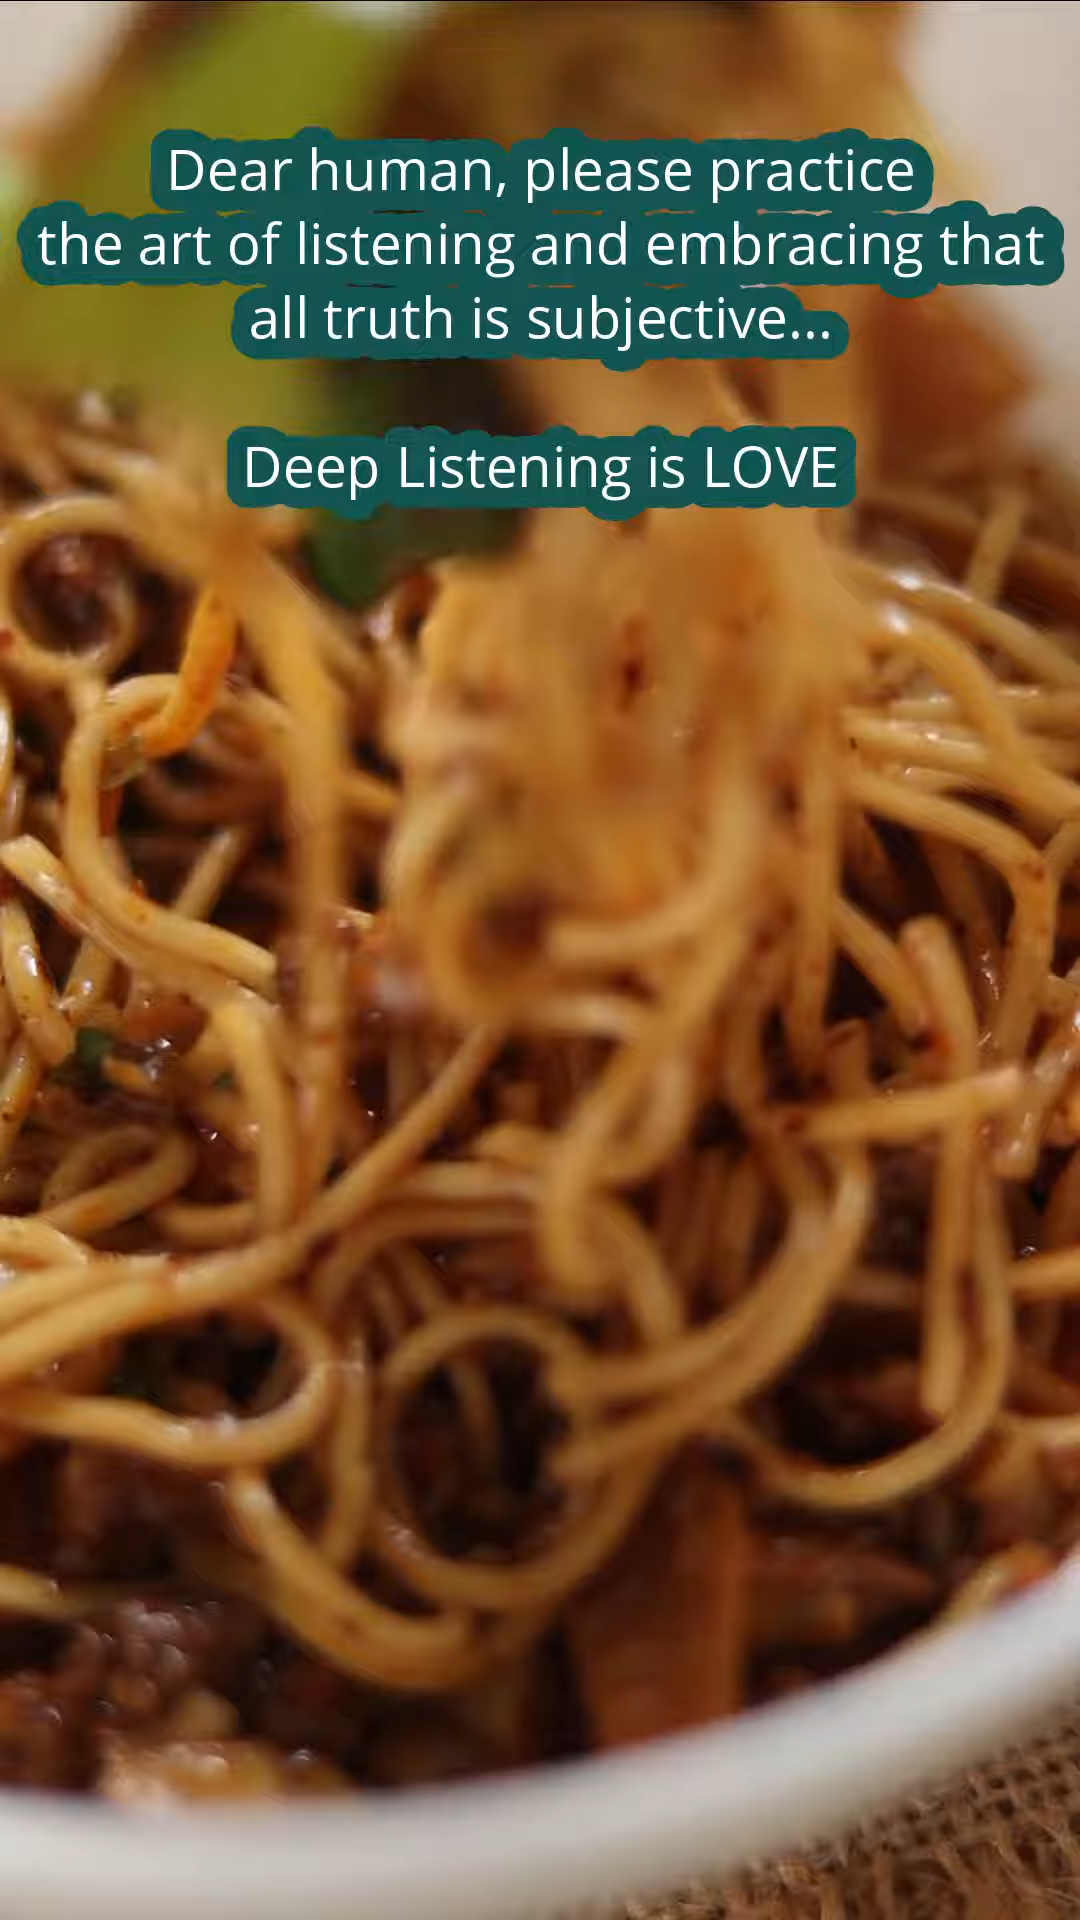 Dear human, please practice
the art of listening and embracing that
all truth is subjective...
Deep Listening is LOVE